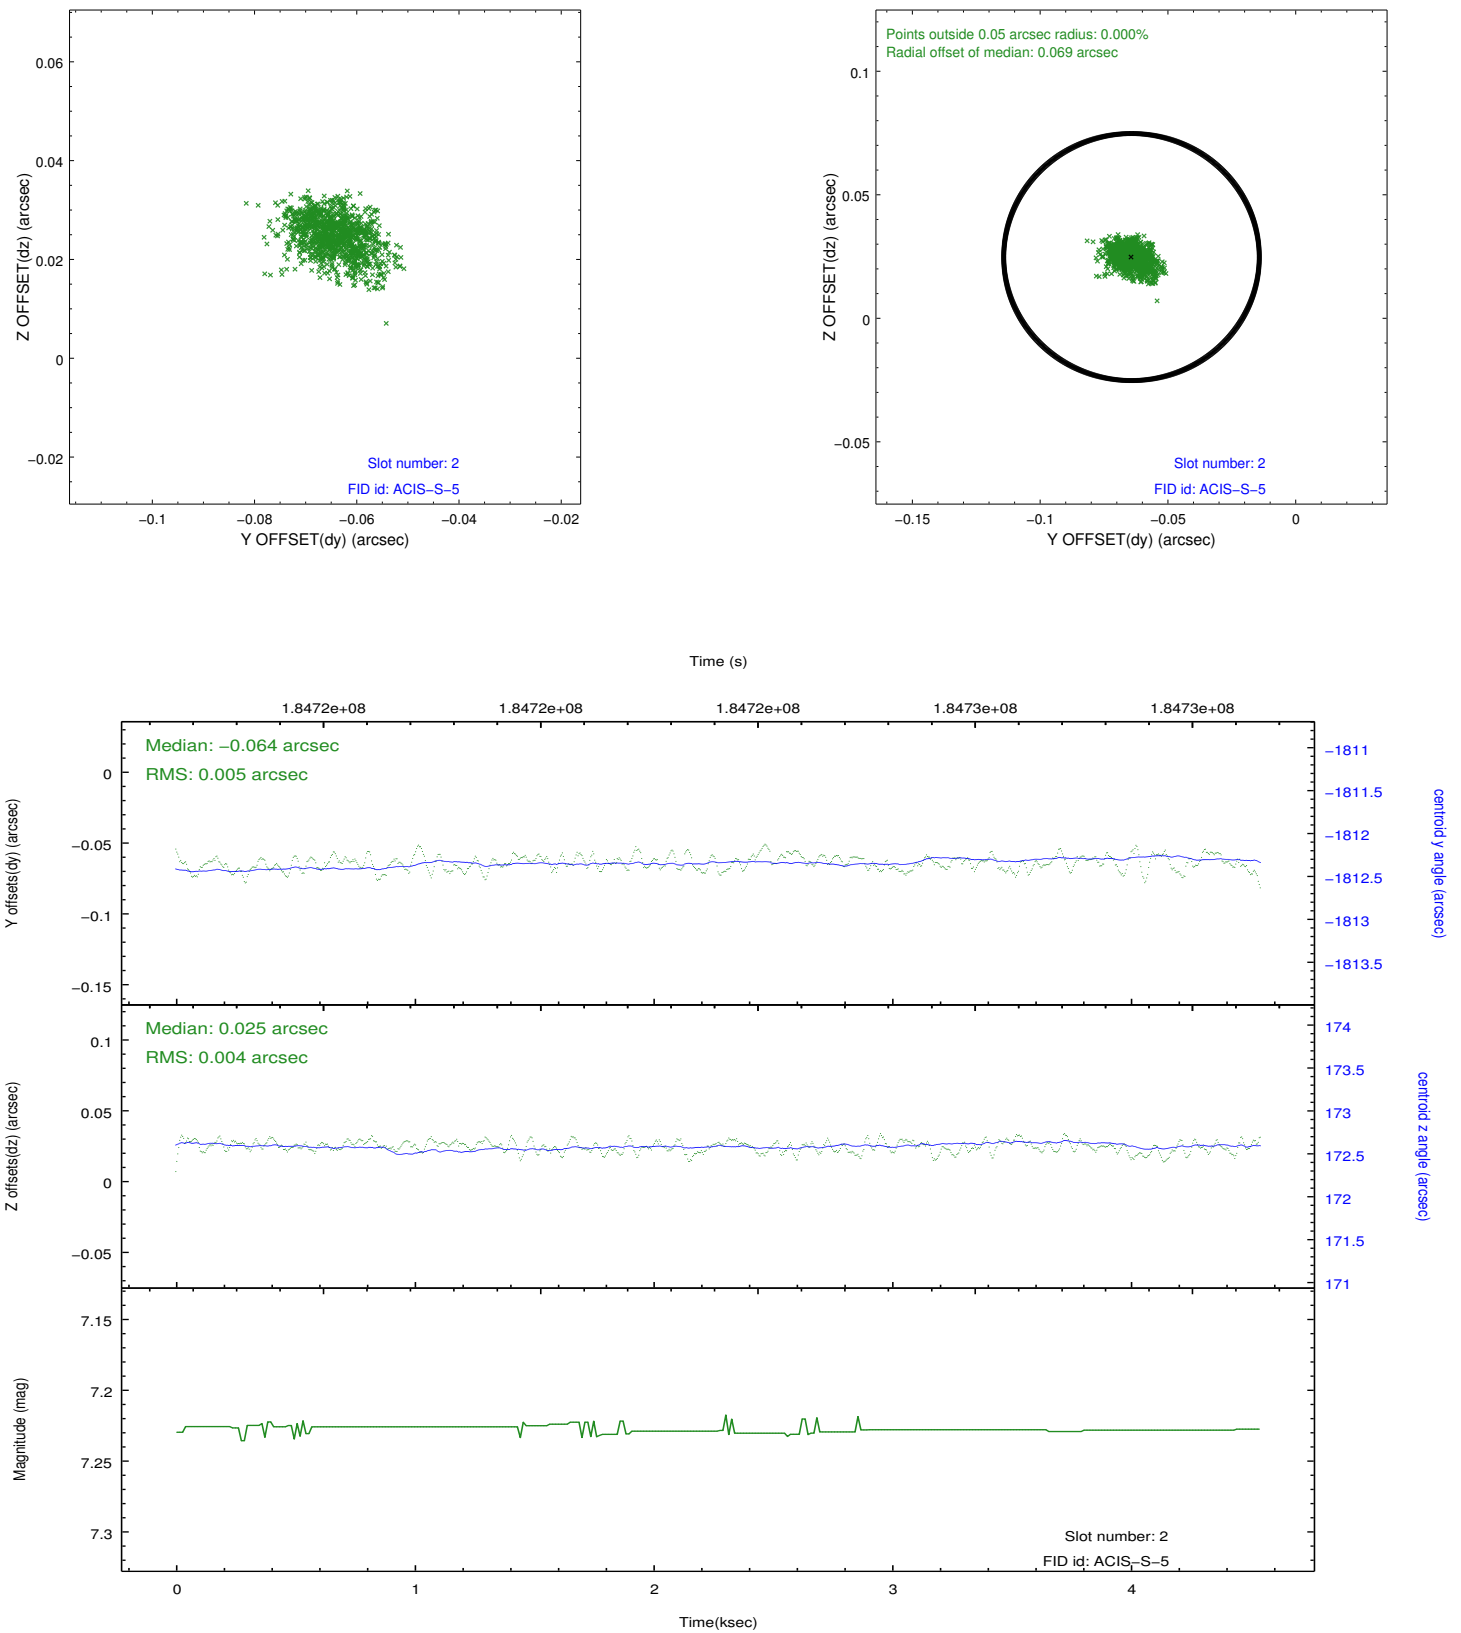 0.06
0.04
0.02
0
−0.02
Z OFFSET(dz) (arcsec)
Slot number: 2
FID id: ACIS−S−5
−0.1
−0.08
−0.06
−0.04
−0.02
Y OFFSET(dy) (arcsec)
Points outside 0.05 arcsec radius: 0.000%
Radial offset of median: 0.069 arcsec
0.1
0.05
0
−0.05
Z OFFSET(dz) (arcsec)
Slot number: 2
FID id: ACIS−S−5
−0.15
−0.1
−0.05
0
Y OFFSET(dy) (arcsec)
Time (s)
1.8472e+08
1.8472e+08
1.8472e+08
1.8473e+08
1.8473e+08
Median: −0.064 arcsec
RMS: 0.005 arcsec
0
−0.05
−0.1
−0.15
Y offsets(dy) (arcsec)
−1811
−1811.5
−1812
−1812.5
−1813
−1813.5
centroid y angle (arcsec)
Median: 0.025 arcsec
RMS: 0.004 arcsec
0.1
0.05
0
−0.05
Z offsets(dz) (arcsec)
174
173.5
173
172.5
172
171.5
171
centroid z angle (arcsec)
7.15
7.2
7.25
7.3
Magnitude (mag)
Slot number: 2
FID id: ACIS−S−5
0
1
2
3
4
Time(ksec)